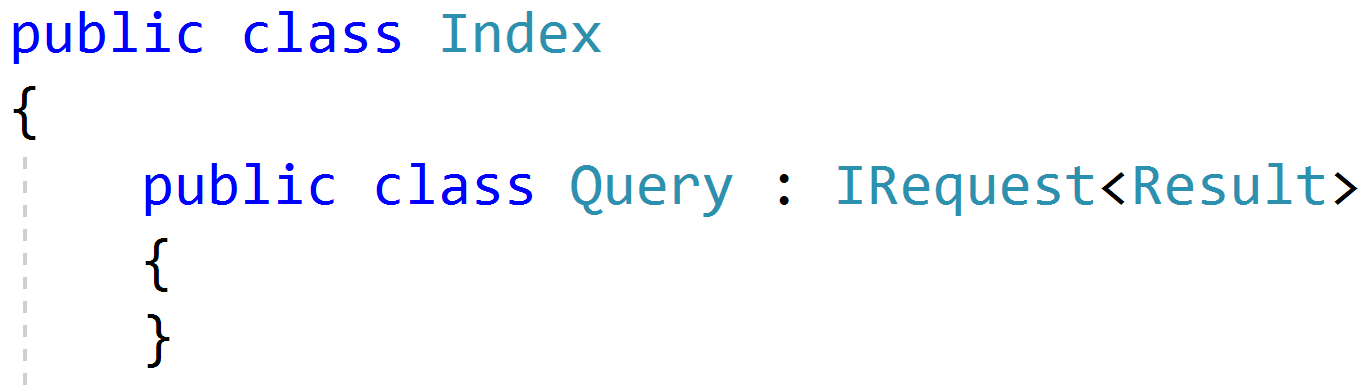 public class Index
{
    public class Query : IRequest<Result>
    {
    }